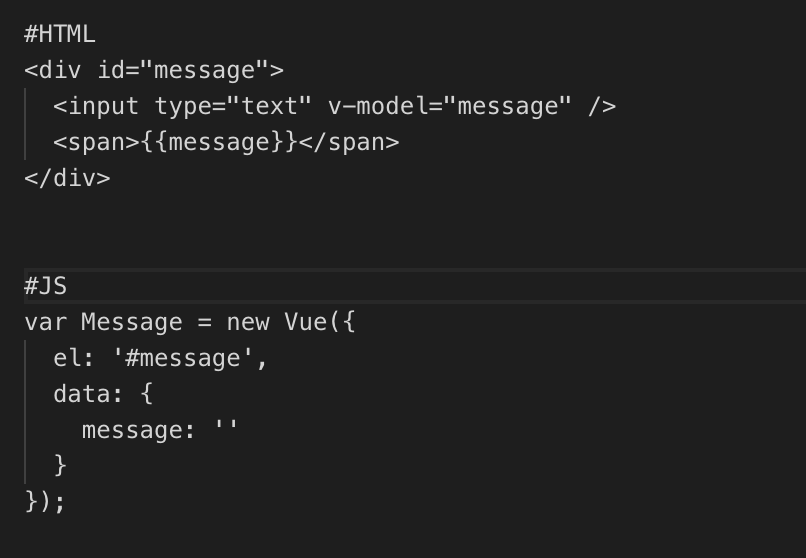 #HTML
<div id="message">
  <input type="text" v-model="message" />
  <span>{{message}}</span>
</div>
#JS
var Message = new Vue({
  el: '#message',
  data: {
    message: ''
  }
});